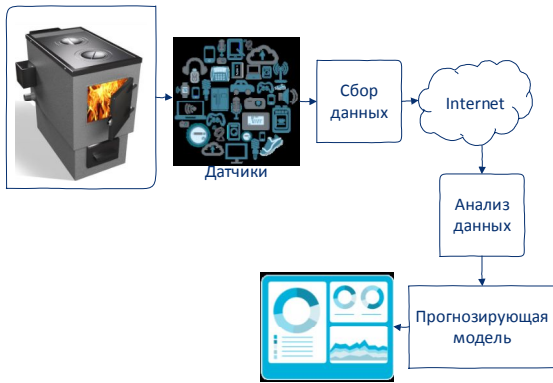 Датчики
Сбор
данных
Internet
Анализ
данных
Прогнозирующая
модель